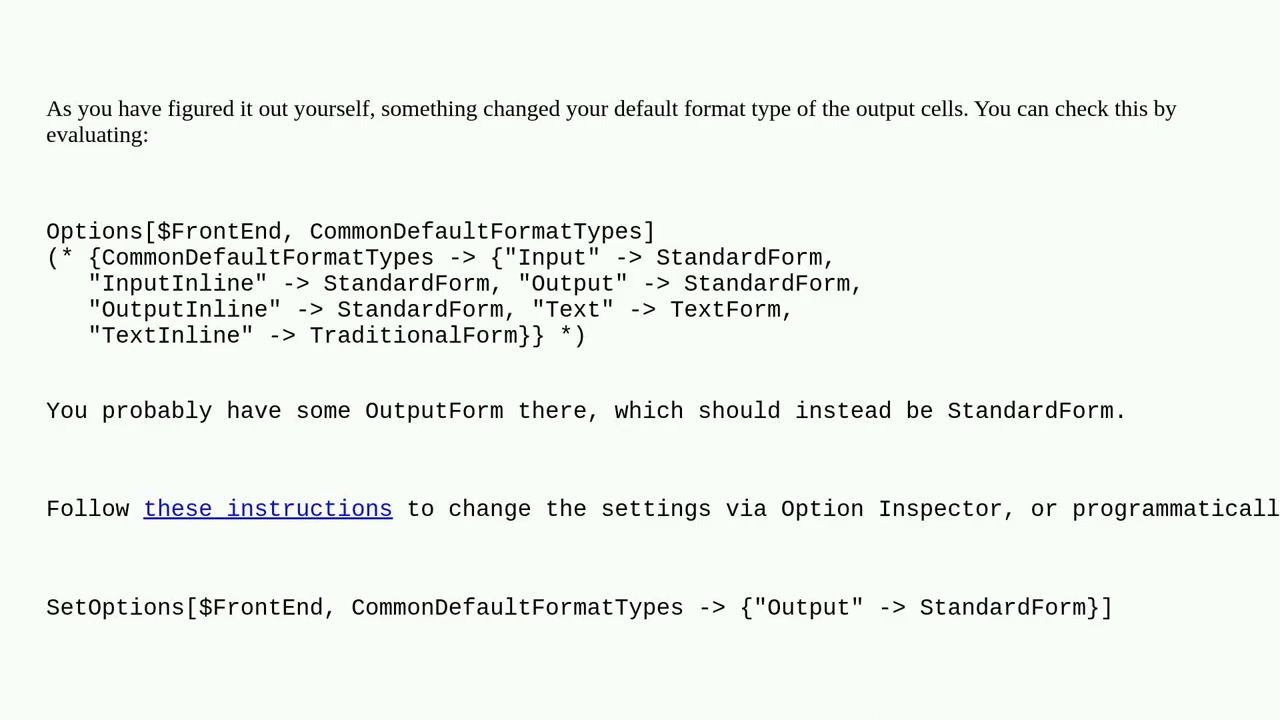 As you have figured it out yourself, something changed your default format type of the output cells. You can check this by
evaluating:
Options[$FrontEnd, CommonDefaultFormatTypes]
(* {CommonDefaultFormatTypes -> {"Input" -> StandardForm,
   "InputInline" -> StandardForm, "Output" -> StandardForm,
   "OutputInline" -> StandardForm, "Text" -> TextForm,
   "TextInline" -> TraditionalForm}} *)
You probably have some OutputForm there, which should instead be StandardForm.
Follow these instructions to change the settings via Option Inspector, or programmaticall
SetOptions[$FrontEnd, CommonDefaultFormatTypes -> {"Output" -> StandardForm}]